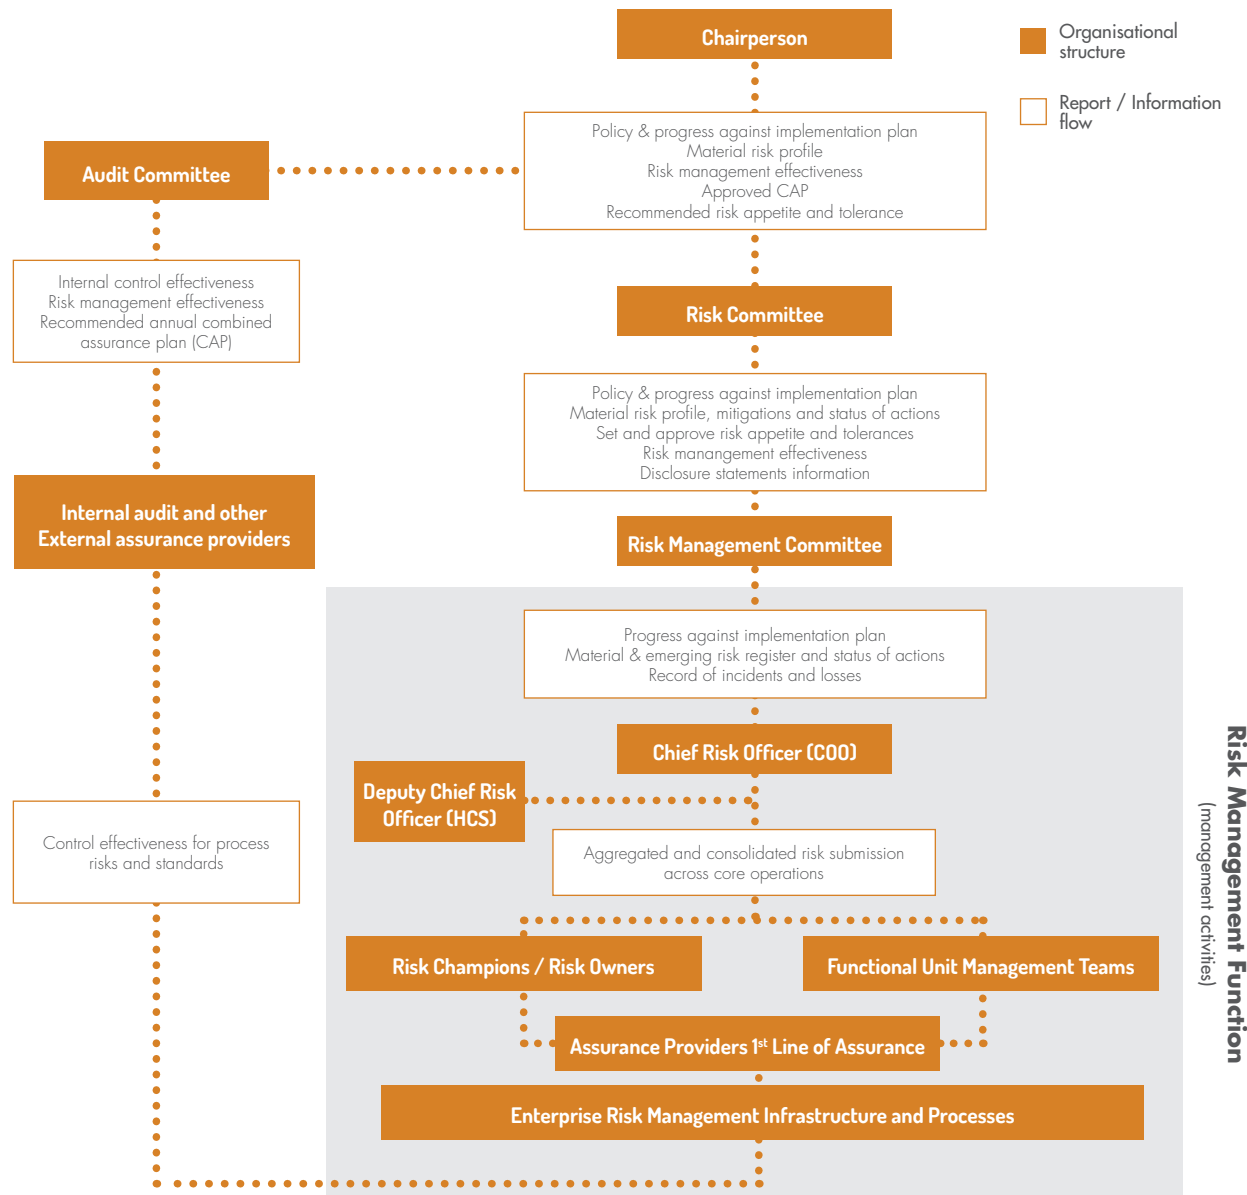 Chairperson
Organisational
structure
Report / Information
flow
Policy & progress against implementation plan
Material risk profile
Risk management effectiveness
Approved CAP
Recommended risk appetite and tolerance
Audit Committee
Internal control effectiveness
Risk management effectiveness
Recommended annual combined
assurance plan (CAP)
Risk Committee
Policy & progress against implementation plan
Material risk profile, mitigations and status of actions
Set and approve risk appetite and tolerances
Risk manangement effectiveness
Disclosure statements information
Internal audit and other
External assurance providers
Risk Management Committee
Progress against implementation plan
Material & emerging risk register and status of actions
Record of incidents and losses
Chief Risk Officer (COO)
Deputy Chief Risk
Officer (HCS)
Control effectiveness for process
risks and standards
Aggregated and consolidated risk submission
across core operations
Risk Champions / Risk Owners
Functional Unit Management Teams
Assurance Providers 1st Line of Assurance
Enterprise Risk Management Infrastructure and Processes
Risk Management Function
(management activities)